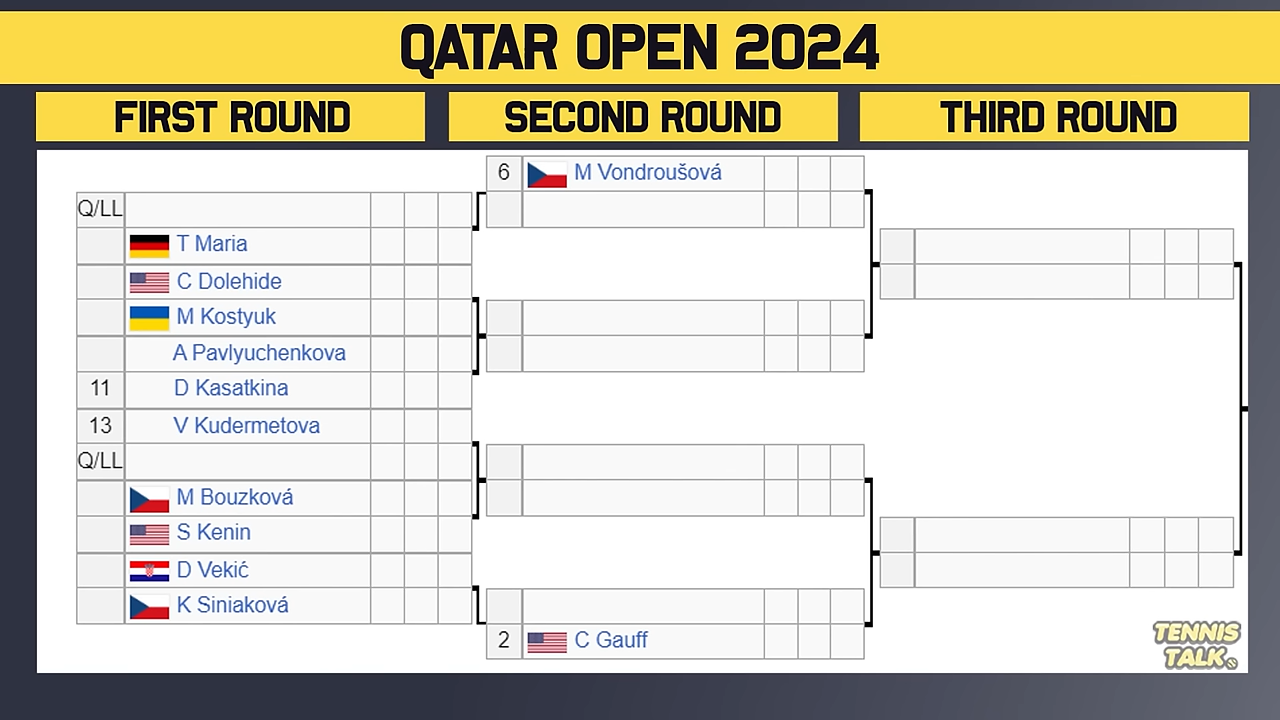 QATAR OPEN 2024
FIRST ROUND
SECOND ROUND
THIRD ROUND
6 M Vondroušová
Q/LL
T Maria
C Dolehide
M Kostyuk
A Pavlyuchenkova
11 D Kasatkina
13 V Kudermetova
Q/LL
M Bouzková
S Kenin
D Vekić
K Siniaková
2 C Gauff
TENNIS
TALK